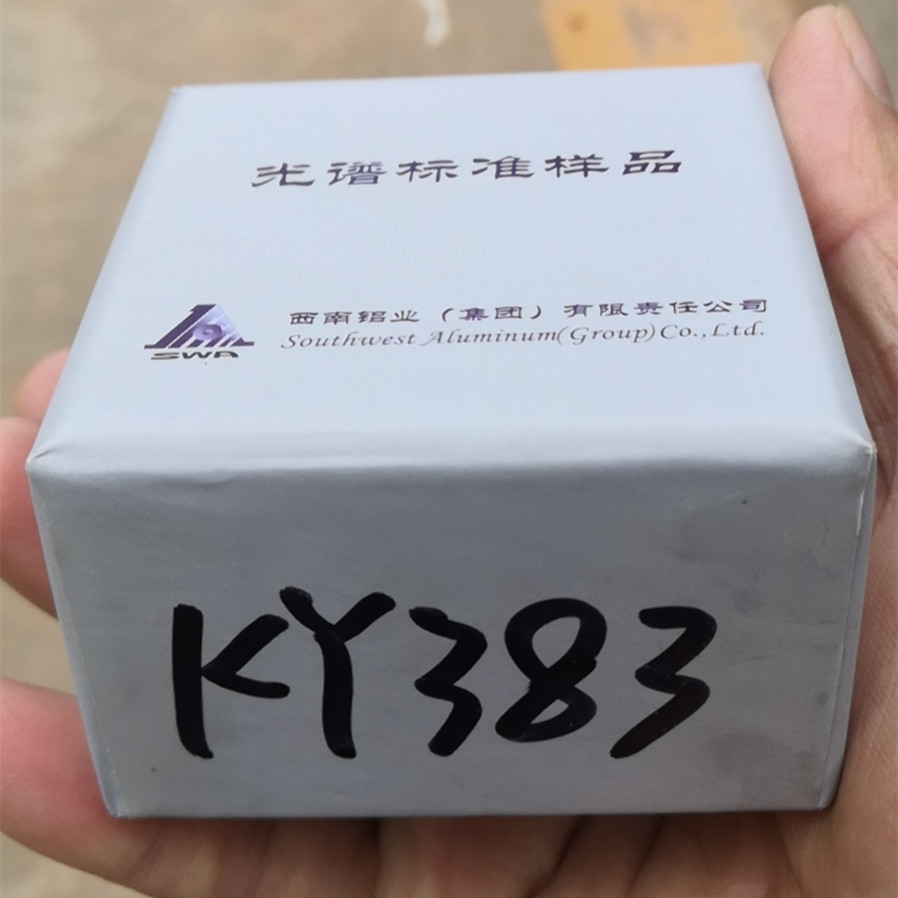 光谱标准样品
SWA
西南铝业（集团）有限责任公司
Southwest Aluminum(Group)Co.,Ltd.
KY383